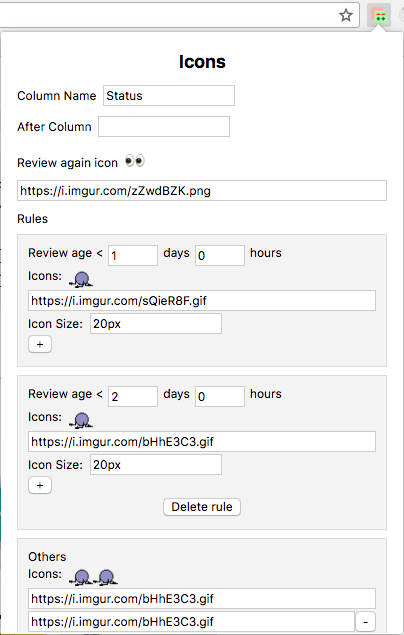 Icons
Column Name Status
After Column
Review again icon
https://i.imgur.com/zZwdBZK.png
Rules
Review age < 1 days 0 hours
Icons:
https://i.imgur.com/sQieR8F.gif
Icon Size: 20px
+
Review age < 2 days 0 hours
Icons:
https://i.imgur.com/bHhE3C3.gif
Icon Size: 20px
+
Delete rule
Others
Icons:
https://i.imgur.com/bHhE3C3.gif
https://i.imgur.com/bHhE3C3.gif -